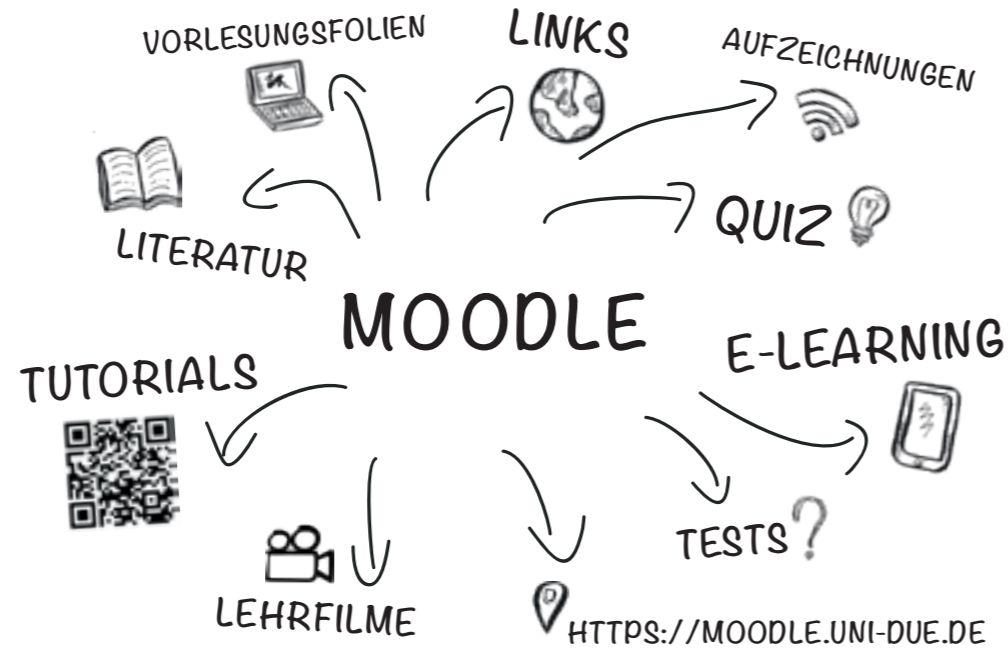 VORLESUNGSFOLIEN
LINKS
AUFZEICHNUNGEN
LITERATUR
QUIZ
MOODLE
E-LEARNING
TUTORIALS
TESTS?
LEHRFILME
HTTPS://MOODLE.UNI-DUE.DE